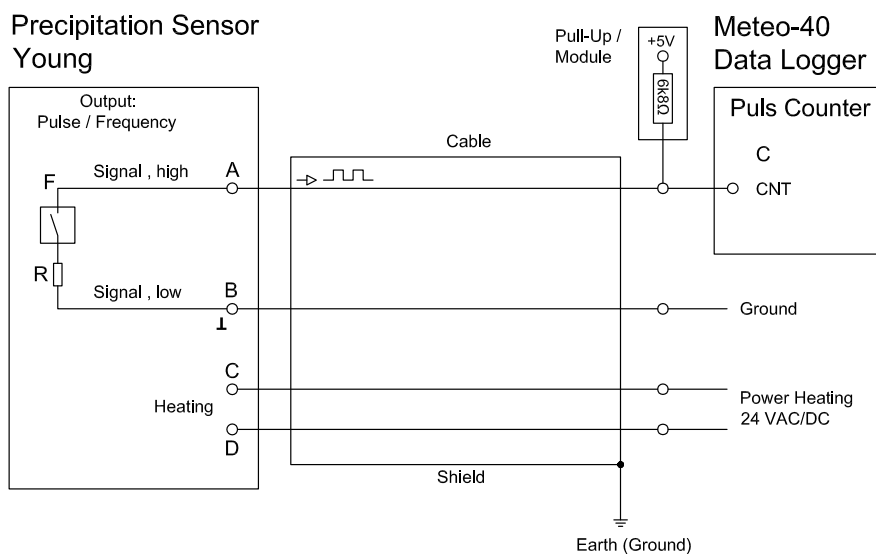 Precipitation Sensor
Young
Pull-Up /
Module
+5V
6k8Ω
Meteo-40
Data Logger
Output:
Pulse / Frequency
Puls Counter
Cable
C
CNT
F
Signal , high
A
R
Signal , low
B
Ground
C
Heating
D
Power Heating
24 VAC/DC
Shield
Earth (Ground)